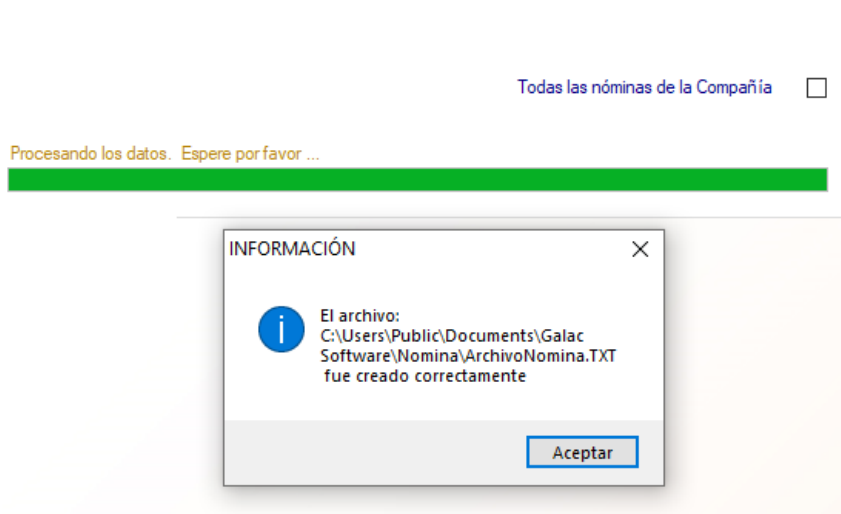 Todas las nóminas de la Compañía
Procesando los datos. Espere por favor ...
INFORMACIÓN
El archivo:
C:\Users\Public\Documents\Galac
Software\Nomina\ArchivoNomina.TXT
fue creado correctamente
Aceptar